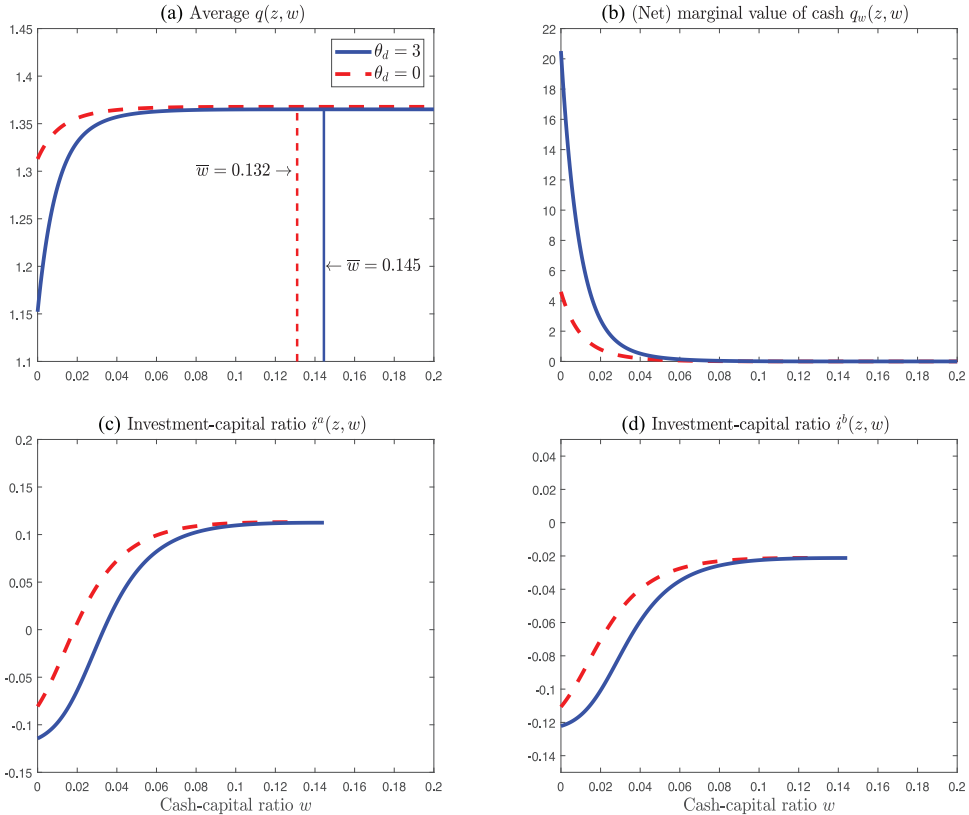 (a) Average q(z, w)
1.45
1.4
1.35
1.3
1.25
1.2
1.15
1.1
0 0.02 0.04 0.06 0.08 0.1 0.12 0.14 0.16 0.18 0.2
θ_d = 3
θ_d = 0
w̅ = 0.132 →
← w̅ = 0.145
(b) (Net) marginal value of cash q_w(z, w)
22
20
18
16
14
12
10
8
6
4
2
0
0 0.02 0.04 0.06 0.08 0.1 0.12 0.14 0.16 0.18 0.2
(c) Investment-capital ratio i^a(z, w)
0.2
0.15
0.1
0.05
0
-0.05
-0.1
-0.15
0 0.02 0.04 0.06 0.08 0.1 0.12 0.14 0.16 0.18 0.2
Cash-capital ratio w
(d) Investment-capital ratio i^b(z, w)
0.04
0.02
0
-0.02
-0.04
-0.06
-0.08
-0.1
-0.12
-0.14
0 0.02 0.04 0.06 0.08 0.1 0.12 0.14 0.16 0.18 0.2
Cash-capital ratio w